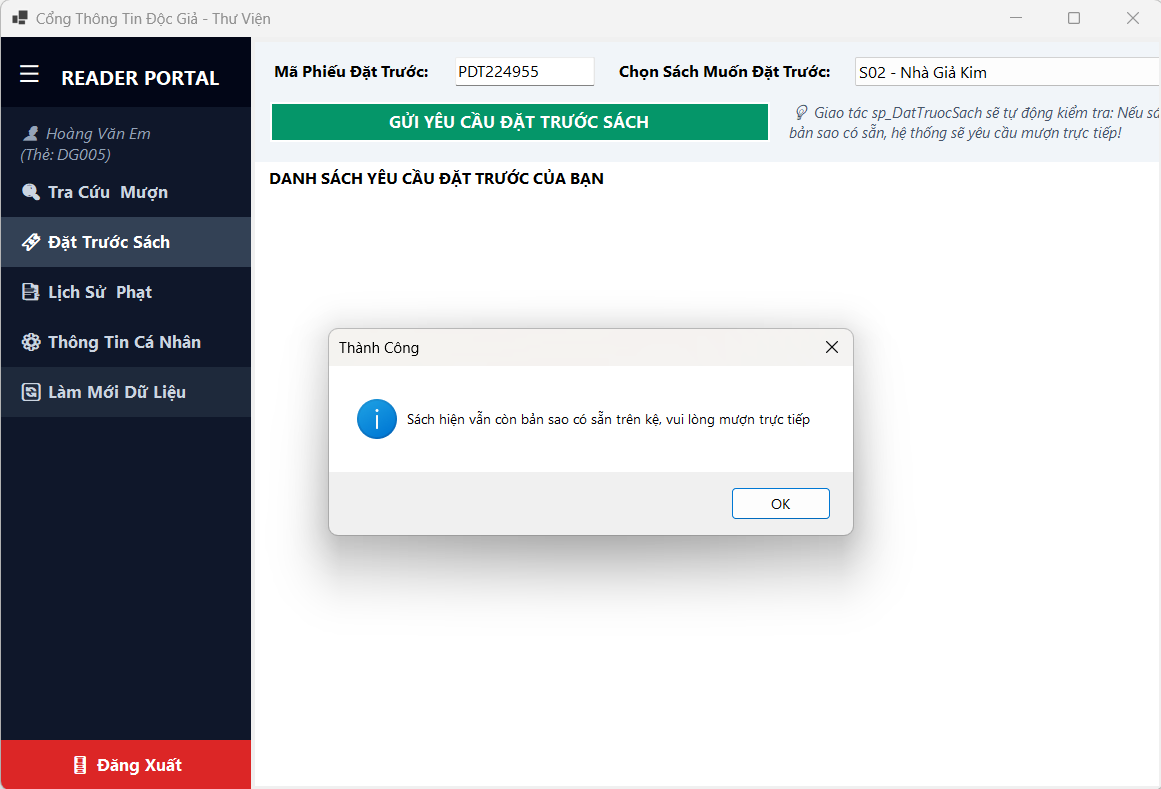 Cổng Thông Tin Độc Giả - Thư Viện
READER PORTAL
Hoàng Văn Em
(Thẻ: DG005)
Tra Cứu Mượn
Đặt Trước Sách
Lịch Sử Phạt
Thông Tin Cá Nhân
Làm Mới Dữ Liệu
Đăng Xuất
Mã Phiếu Đặt Trước: PDT224955 Chọn Sách Muốn Đặt Trước: S02 - Nhà Giả Kim
GỬI YÊU CẦU ĐẶT TRƯỚC SÁCH
Giao tác sp_DatTruocSach sẽ tự động kiểm tra: Nếu
bản sao có sẵn, hệ thống sẽ yêu cầu mượn trực tiếp!
DANH SÁCH YÊU CẦU ĐẶT TRƯỚC CỦA BẠN
Thành Công
Sách hiện vẫn còn bản sao có sẵn trên kệ, vui lòng mượn trực tiếp
OK